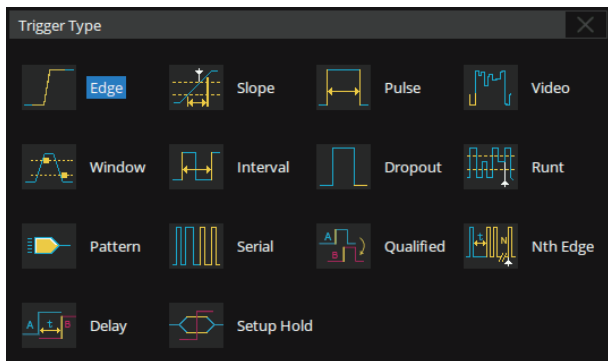 Trigger Type
Edge Slope Pulse Video
Window Interval Dropout Runt
Pattern Serial A B Qualified t N Nth Edge
A t B Delay Setup Hold